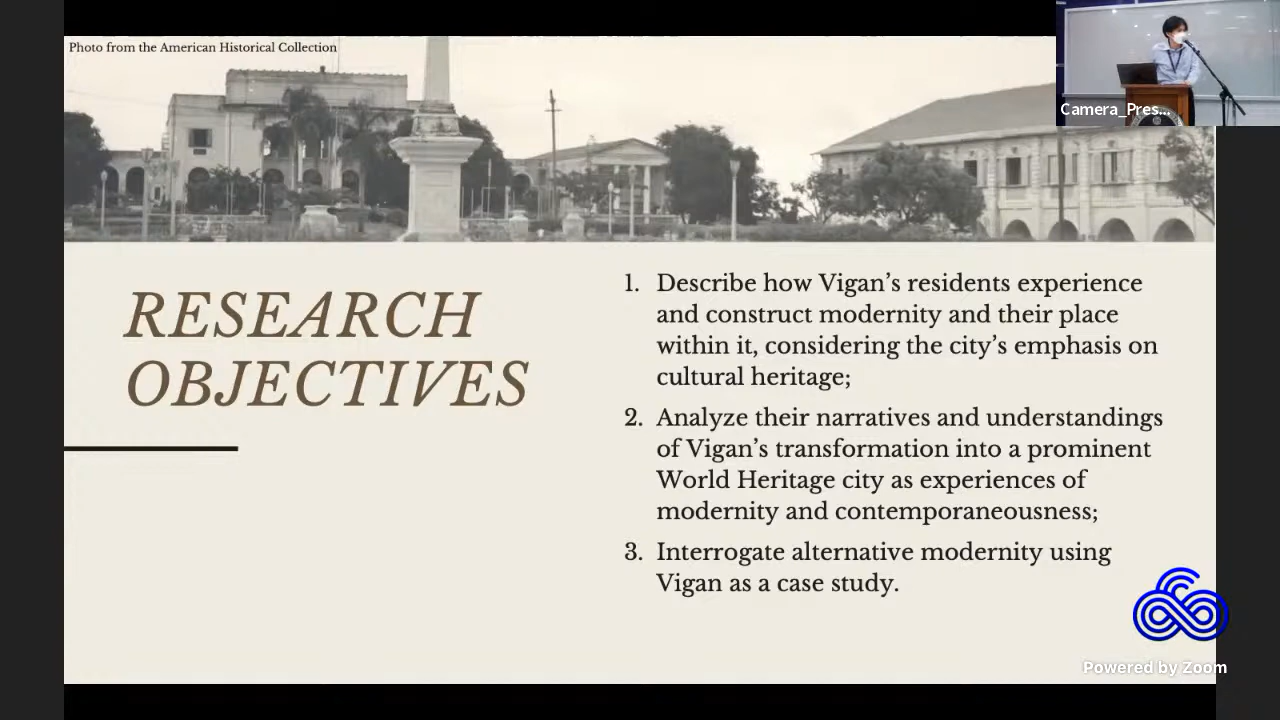 Photo from the American Historical Collection
Camera_Pres...
RESEARCH
OBJECTIVES
1. Describe how Vigan’s residents experience
and construct modernity and their place
within it, considering the city’s emphasis on
cultural heritage;
2. Analyze their narratives and understandings
of Vigan’s transformation into a prominent
World Heritage city as experiences of
modernity and contemporaneousness;
3. Interrogate alternative modernity using
Vigan as a case study.
Powered by Zoom